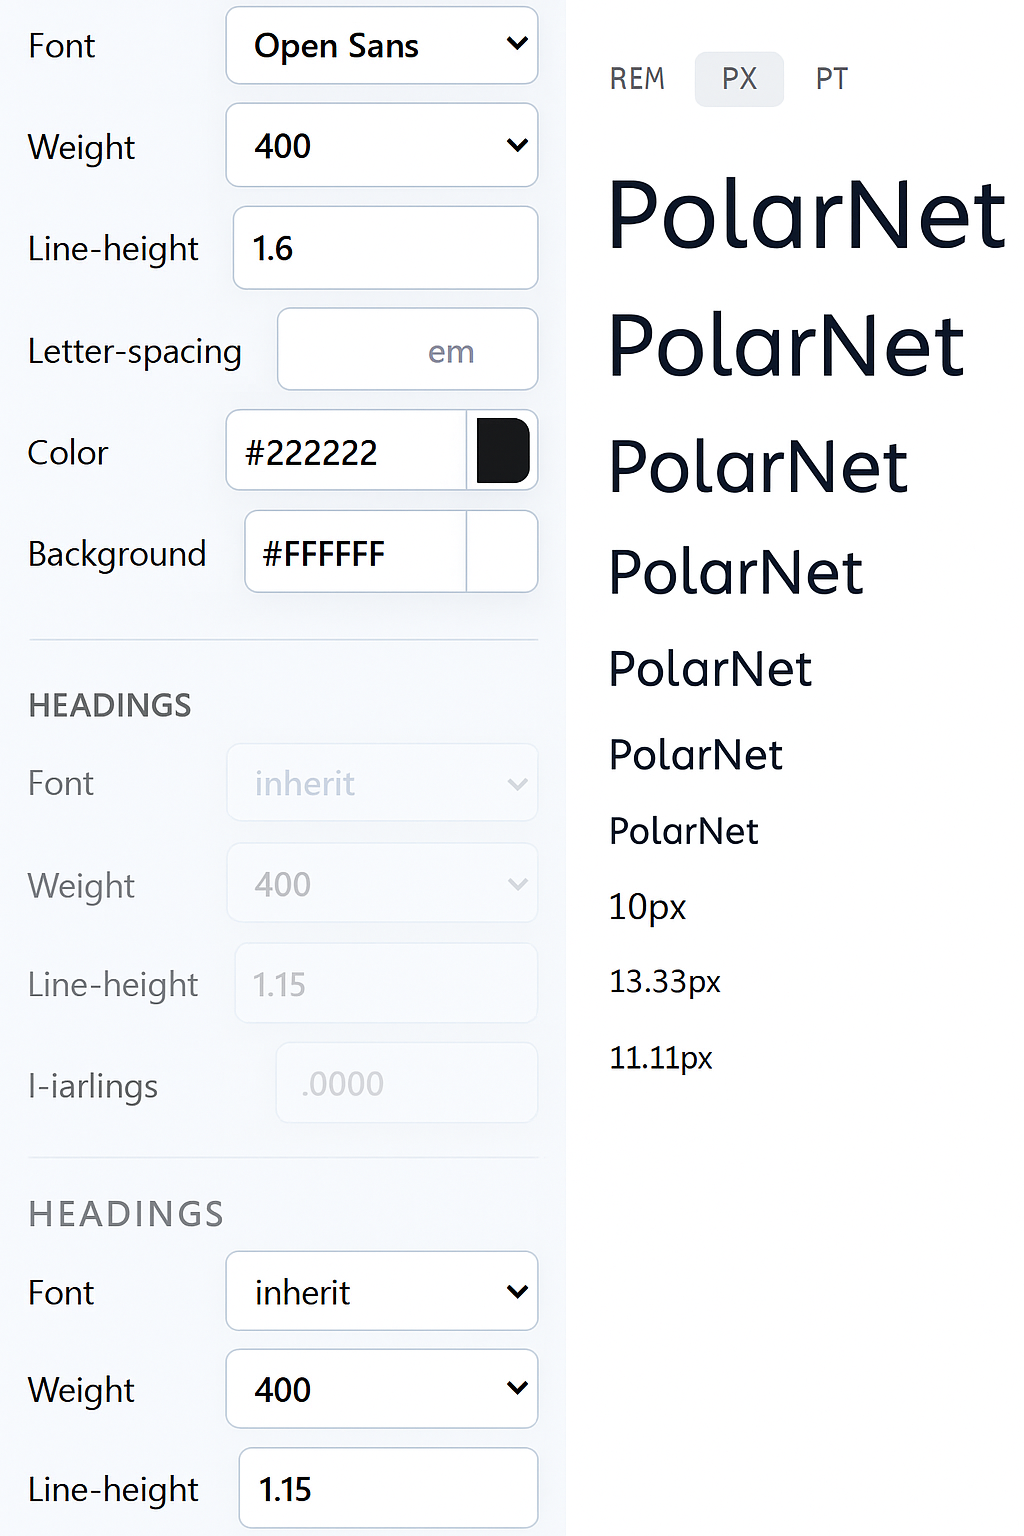 Font Open Sans
Weight 400
Line-height 1.6
Letter-spacing em
Color #222222
Background #FFFFFF
HEADINGS
Font inherit
Weight 400
Line-height 1.15
I-iarlings .0000
HEADINGS
Font inherit
Weight 400
Line-height 1.15
REM PX PT
PolarNet
PolarNet
PolarNet
PolarNet
PolarNet
PolarNet
PolarNet
10px
13.33px
11.11px